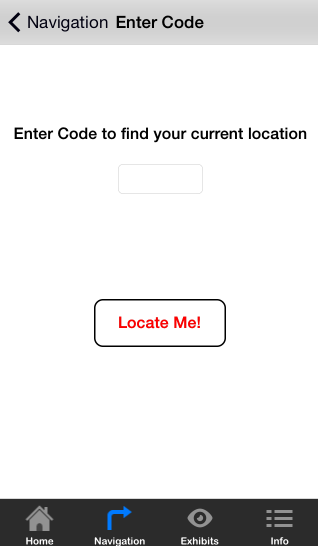 Navigation Enter Code
Enter Code to find your current location
Locate Me!
Home Navigation Exhibits Info